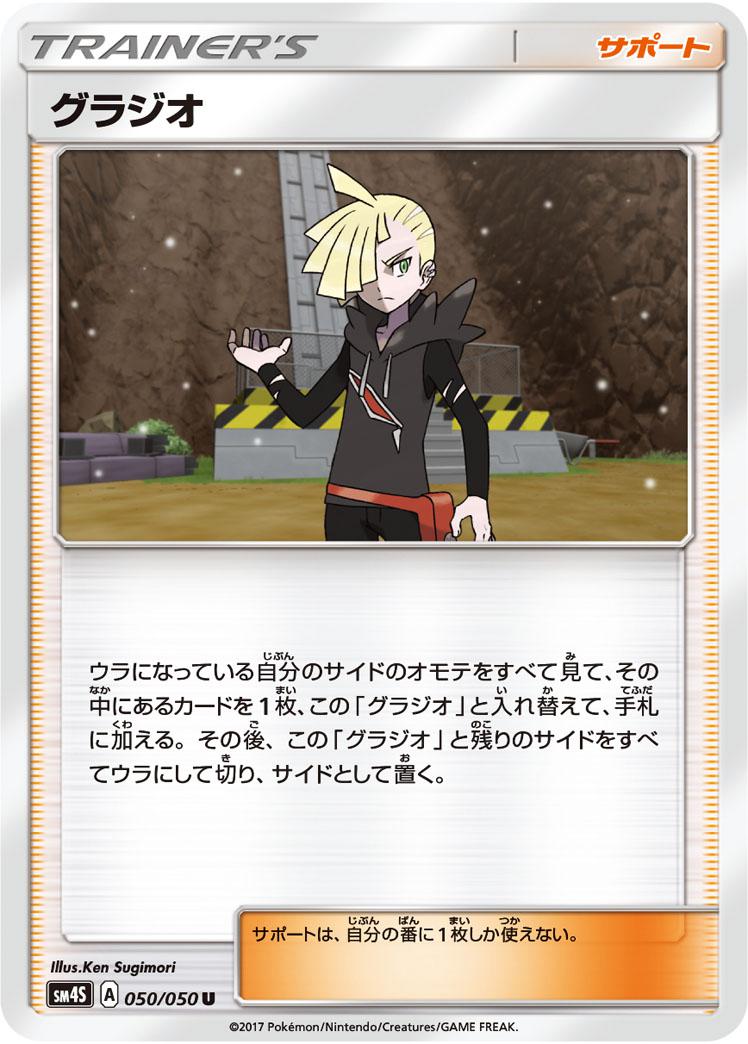 TRAINER'S
サポート
グラジオ
ウラになっている自分のサイドのオモテをすべて見て、その
中にあるカードを1枚、この「グラジオ」と入れ替えて、手札
に加える。その後、この「グラジオ」と残りのサイドをすべ
てウラにして切り、サイドとして置く。
サポートは、自分の番に1枚しか使えない。
Illus.Ken Sugimori
SM4S A 050/050 U
©2017 Pokémon/Nintendo/Creatures/GAME FREAK.